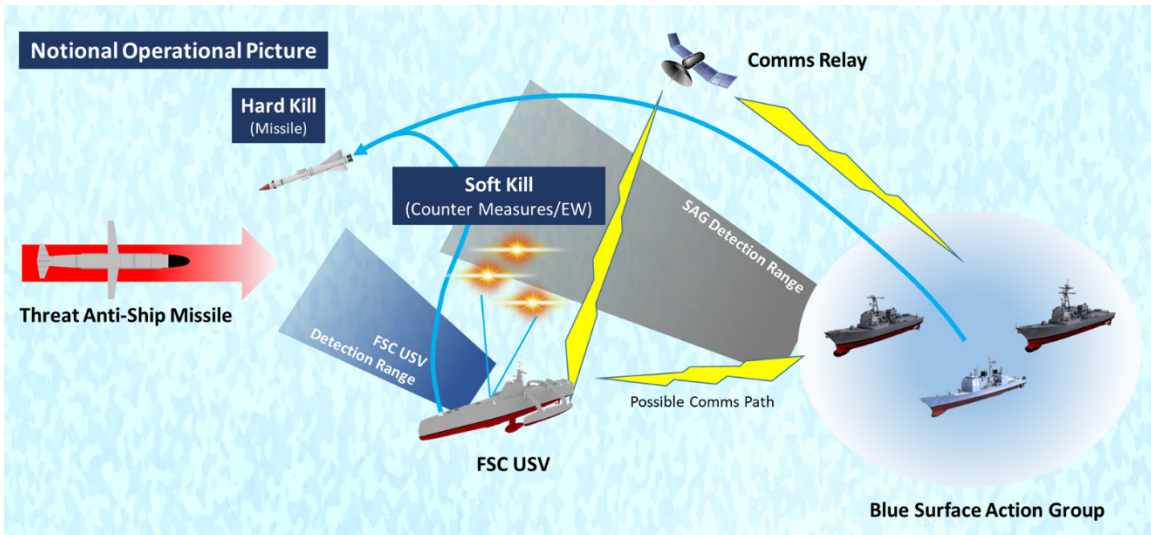 Notional Operational Picture
Comms Relay
Hard Kill
(Missile)
Soft Kill
(Counter Measures/EW)
SAG Detection Range
Threat Anti-Ship Missile
FSC USV
Detection Range
Possible Comms Path
FSC USV
Blue Surface Action Group